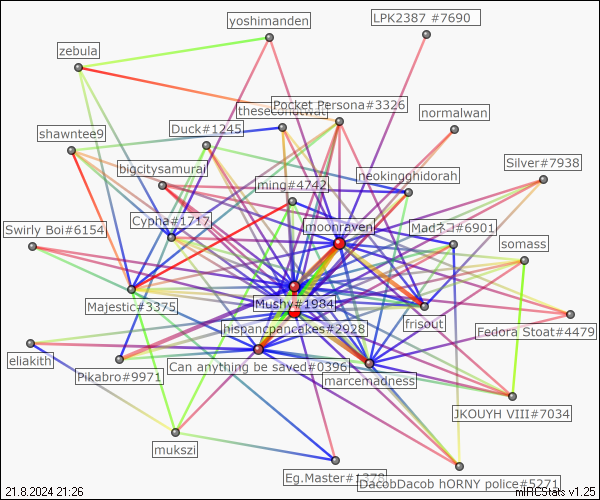 yoshimanden
LPK2387 #7690
zebula
thesecondtwat
Pocket Persona#3326
normalwan
shawntee9
Duck#1245
bigcitysamurai
neokingghidorah
Silver#7938
ming#4742
Cypha#1717
moonraven
Madネコ#6901
Swirly Boi#6154
somass
Majestic#3375
Mushy#1984
frisout
hispancpancakes#2928
Fedora Stoat#4479
eliakith
Can anything be saved#0396
Pikabro#9971
marcemadness
JKOUYH VIII#7034
mukszi
Eg.Master#1378
DacobDacob hORNY police#5271
21.8.2024 21:26
mIRCStats v1.25